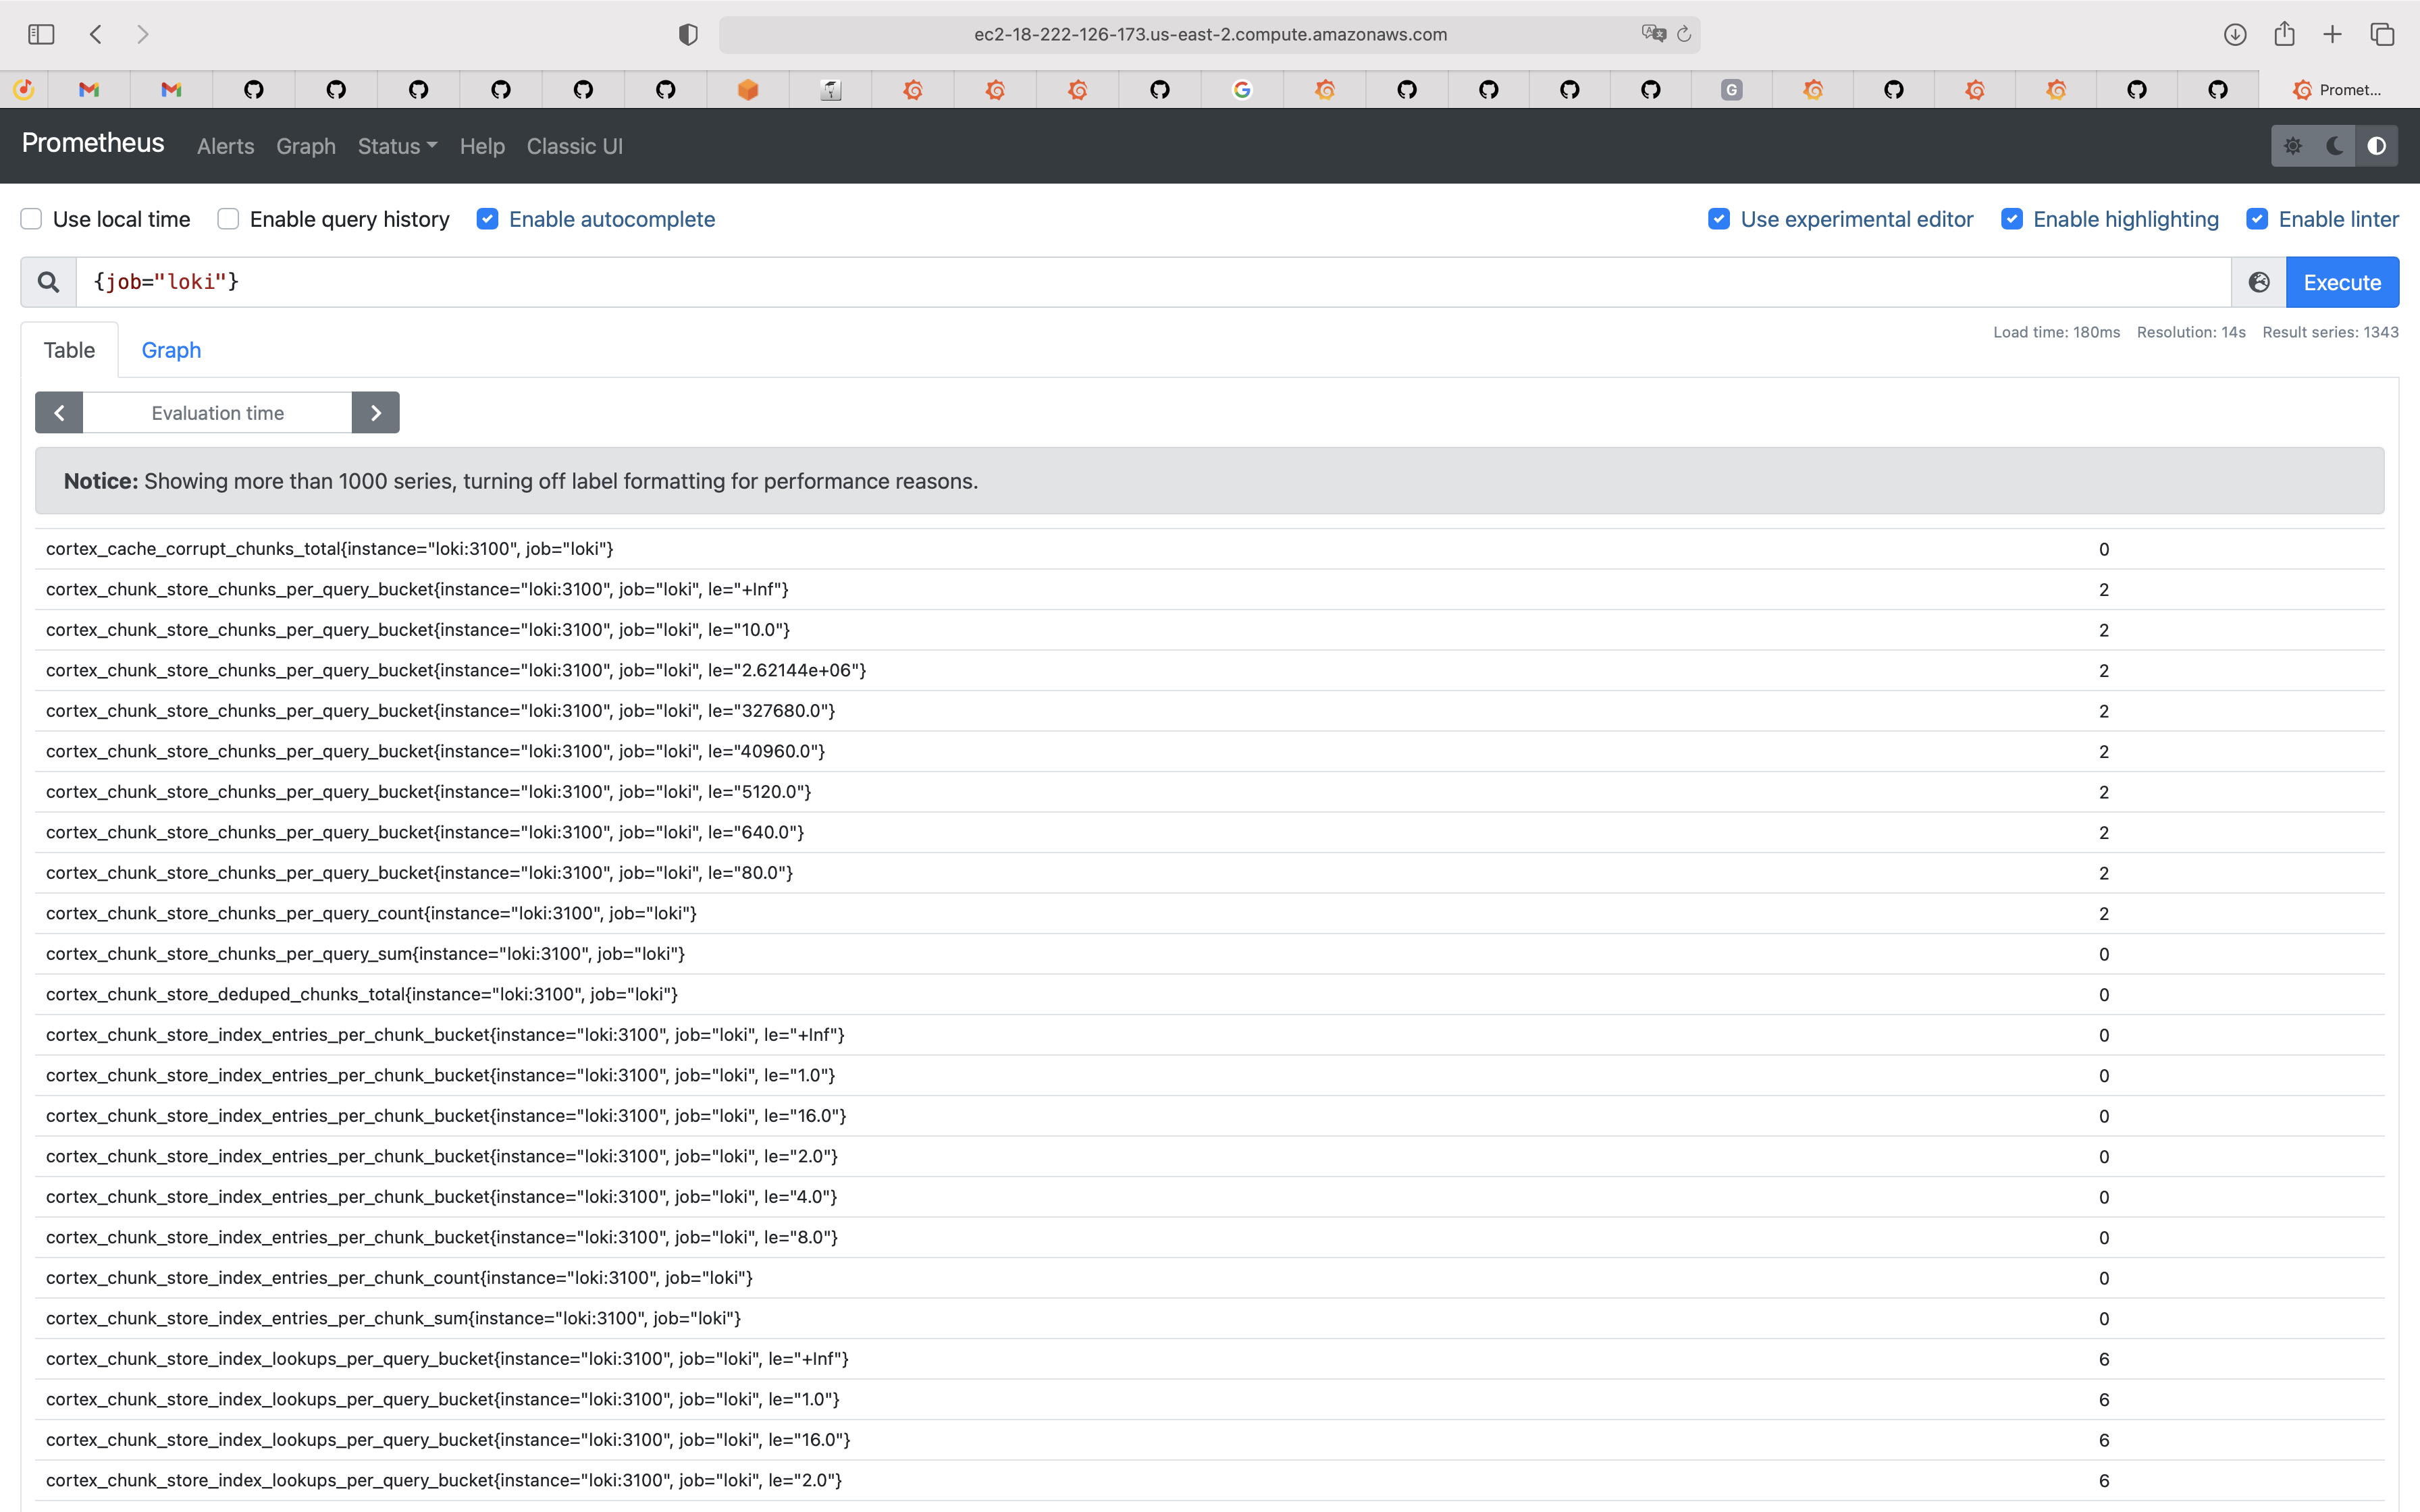 ec2-18-222-126-173.us-east-2.compute.amazonaws.com
G
Promet...
Prometheus Alerts Graph Status Help Classic UI
Use local time Enable query history Enable autocomplete Use experimental editor Enable highlighting Enable linter
{job="loki"} Execute
Table Graph Load time: 180ms Resolution: 14s Result series: 1343
Evaluation time
Notice: Showing more than 1000 series, turning off label formatting for performance reasons.
cortex_cache_corrupt_chunks_total{instance="loki:3100", job="loki"} 0
cortex_chunk_store_chunks_per_query_bucket{instance="loki:3100", job="loki", le="+Inf"} 2
cortex_chunk_store_chunks_per_query_bucket{instance="loki:3100", job="loki", le="10.0"} 2
cortex_chunk_store_chunks_per_query_bucket{instance="loki:3100", job="loki", le="2.62144e+06"} 2
cortex_chunk_store_chunks_per_query_bucket{instance="loki:3100", job="loki", le="327680.0"} 2
cortex_chunk_store_chunks_per_query_bucket{instance="loki:3100", job="loki", le="40960.0"} 2
cortex_chunk_store_chunks_per_query_bucket{instance="loki:3100", job="loki", le="5120.0"} 2
cortex_chunk_store_chunks_per_query_bucket{instance="loki:3100", job="loki", le="640.0"} 2
cortex_chunk_store_chunks_per_query_bucket{instance="loki:3100", job="loki", le="80.0"} 2
cortex_chunk_store_chunks_per_query_count{instance="loki:3100", job="loki"} 2
cortex_chunk_store_chunks_per_query_sum{instance="loki:3100", job="loki"} 0
cortex_chunk_store_deduped_chunks_total{instance="loki:3100", job="loki"} 0
cortex_chunk_store_index_entries_per_chunk_bucket{instance="loki:3100", job="loki", le="+Inf"} 0
cortex_chunk_store_index_entries_per_chunk_bucket{instance="loki:3100", job="loki", le="1.0"} 0
cortex_chunk_store_index_entries_per_chunk_bucket{instance="loki:3100", job="loki", le="16.0"} 0
cortex_chunk_store_index_entries_per_chunk_bucket{instance="loki:3100", job="loki", le="2.0"} 0
cortex_chunk_store_index_entries_per_chunk_bucket{instance="loki:3100", job="loki", le="4.0"} 0
cortex_chunk_store_index_entries_per_chunk_bucket{instance="loki:3100", job="loki", le="8.0"} 0
cortex_chunk_store_index_entries_per_chunk_count{instance="loki:3100", job="loki"} 0
cortex_chunk_store_index_entries_per_chunk_sum{instance="loki:3100", job="loki"} 0
cortex_chunk_store_index_lookups_per_query_bucket{instance="loki:3100", job="loki", le="+Inf"} 6
cortex_chunk_store_index_lookups_per_query_bucket{instance="loki:3100", job="loki", le="1.0"} 6
cortex_chunk_store_index_lookups_per_query_bucket{instance="loki:3100", job="loki", le="16.0"} 6
cortex_chunk_store_index_lookups_per_query_bucket{instance="loki:3100", job="loki", le="2.0"} 6